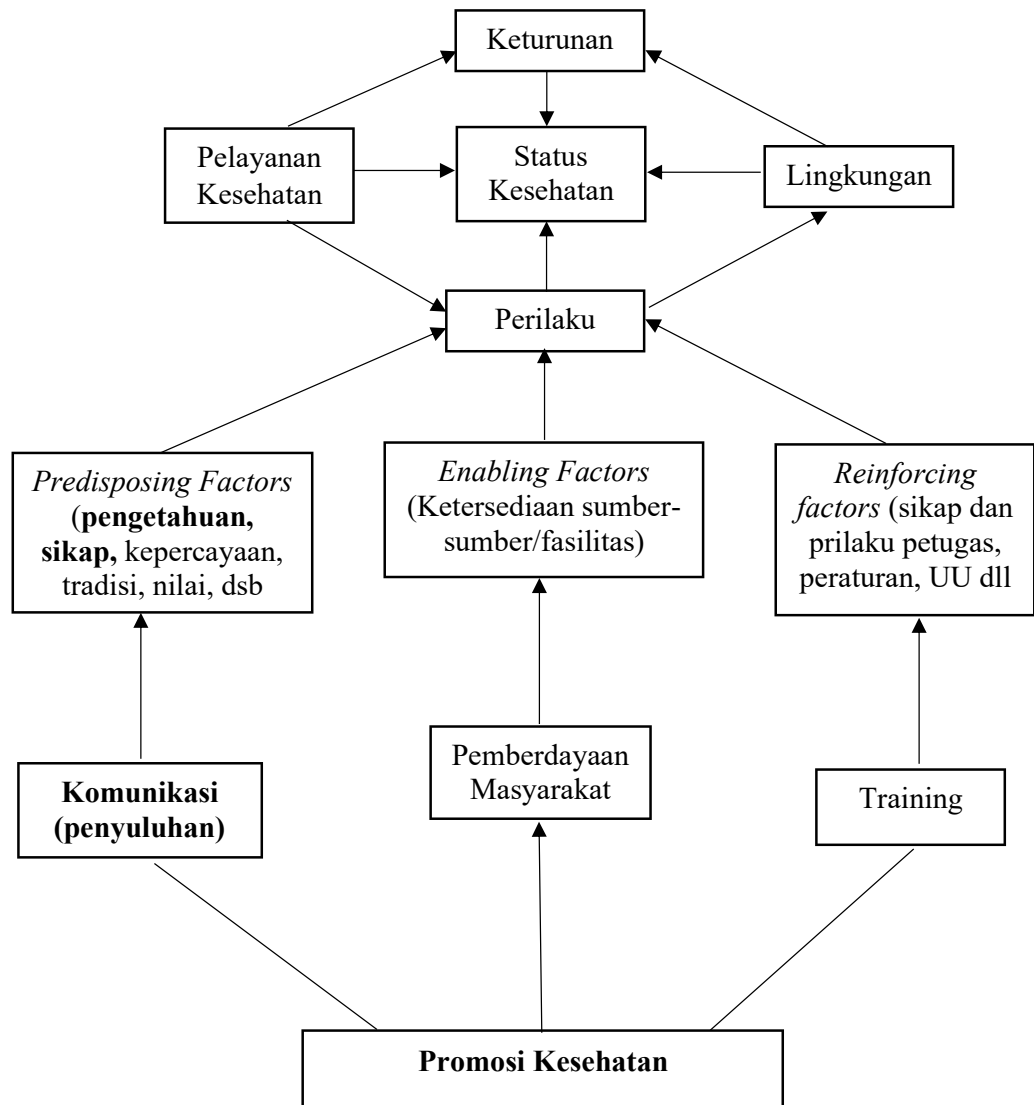 Keturunan
Pelayanan
Kesehatan
Status
Kesehatan
Lingkungan
Perilaku
Predisposing Factors
(pengetahuan,
sikap, kepercayaan,
tradisi, nilai, dsb
Enabling Factors
(Ketersediaan sumber-
sumber/fasilitas)
Reinforcing
factors (sikap dan
prilaku petugas,
peraturan, UU dll
Komunikasi
(penyuluhan)
Pemberdayaan
Masyarakat
Training
Promosi Kesehatan